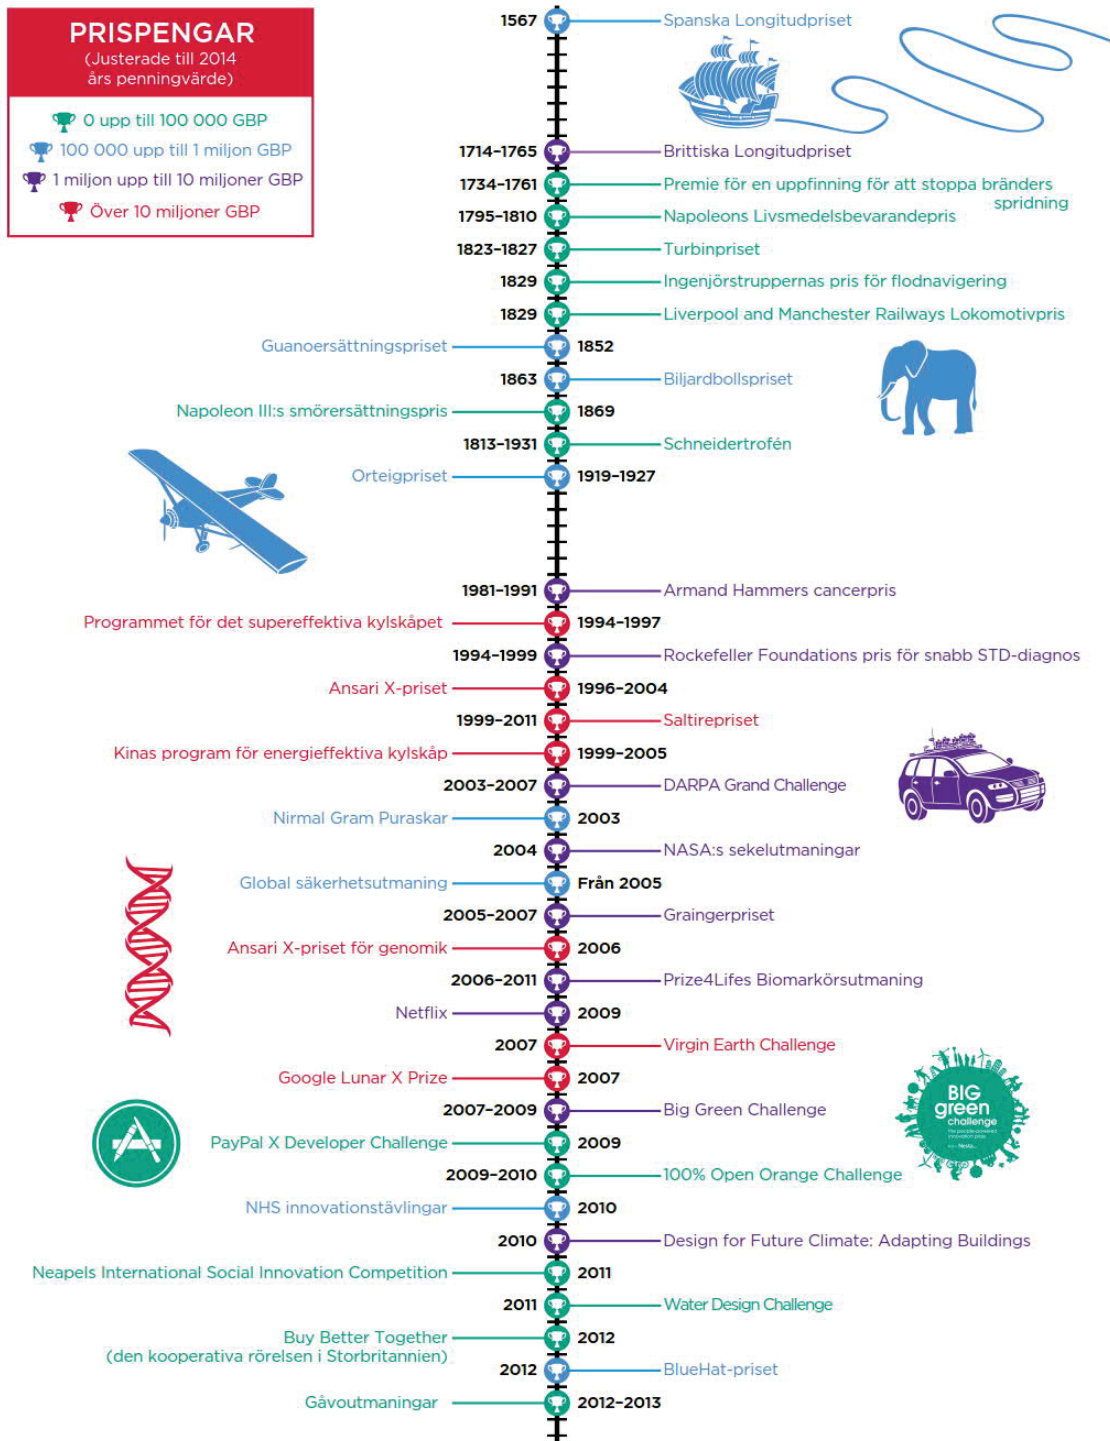 PRISPENGAR
(Justerade till 2014
års penningvärde)
0 upp till 100 000 GBP
100 000 upp till 1 miljon GBP
1 miljon upp till 10 miljoner GBP
Över 10 miljoner GBP
1567 Spanska Longitudpriset
1714–1765 Brittiska Longitudpriset
1734–1761 Premie för en uppfinning för att stoppa bränders
spridning
1795–1810 Napoleons Livsmedelsbevarandepris
1823–1827 Turbinpriset
1829 Ingenjörstruppernas pris för flodnavigering
1829 Liverpool and Manchester Railways Lokomotivpris
Guanoersättningspriset 1852
1863 Biljardbollspriset
Napoleon III:s smörersättningspris 1869
1813–1931 Schneidertrofén
Orteigpriset 1919–1927
1981–1991 Armand Hammers cancerpris
Programmet för det supereffektiva kylskåpet 1994–1997
1994–1999 Rockefeller Foundations pris för snabb STD-diagnos
Ansari X-priset 1996–2004
1999–2011 Saltirepriset
Kinas program för energieffektiva kylskåp 1999–2005
2003–2007 DARPA Grand Challenge
Nirmal Gram Puraskar 2003
2004 NASA:s sekelutmaningar
Global säkerhetsutmaning Från 2005
2005–2007 Graingerpriset
Ansari X-priset för genomik 2006
2006–2011 Prize4Lifes Biomarkörsutmaning
Netflix 2009
2007 Virgin Earth Challenge
Google Lunar X Prize 2007
2007–2009 Big Green Challenge
BIG
green
challenge
PayPal X Developer Challenge 2009
2009–2010 100% Open Orange Challenge
NHS innovationstävlingar 2010
2010 Design for Future Climate: Adapting Buildings
Neapels International Social Innovation Competition 2011
2011 Water Design Challenge
Buy Better Together 2012
(den kooperativa rörelsen i Storbritannien)
2012 BlueHat-priset
Gåvoutmaningar 2012–2013